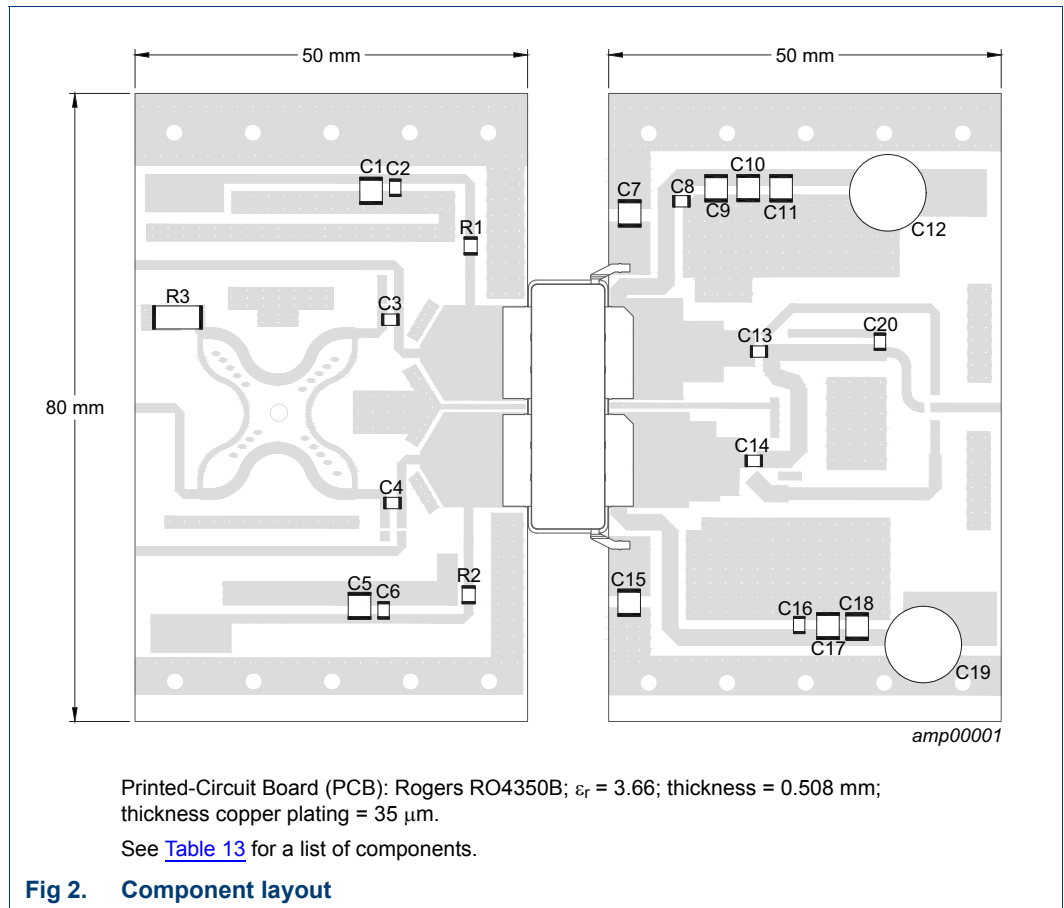 50 mm
50 mm
80 mm
C1 C2
R1
R3
C3
C4
C5 C6
R2
C7
C8
C9
C10
C11
C12
C13
C20
C14
C15
C16
C17
C18
C19
amp00001
Printed-Circuit Board (PCB): Rogers RO4350B; εr = 3.66; thickness = 0.508 mm;
thickness copper plating = 35 μm.
See Table 13 for a list of components.
Fig 2. Component layout